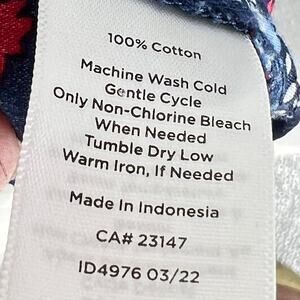 100% Cotton
Machine Wash Cold
Gentle Cycle
Only Non-Chlorine Bleach
When Needed
Tumble Dry Low
Warm Iron, If Needed
Made In Indonesia
CA# 23147
ID4976 03/22